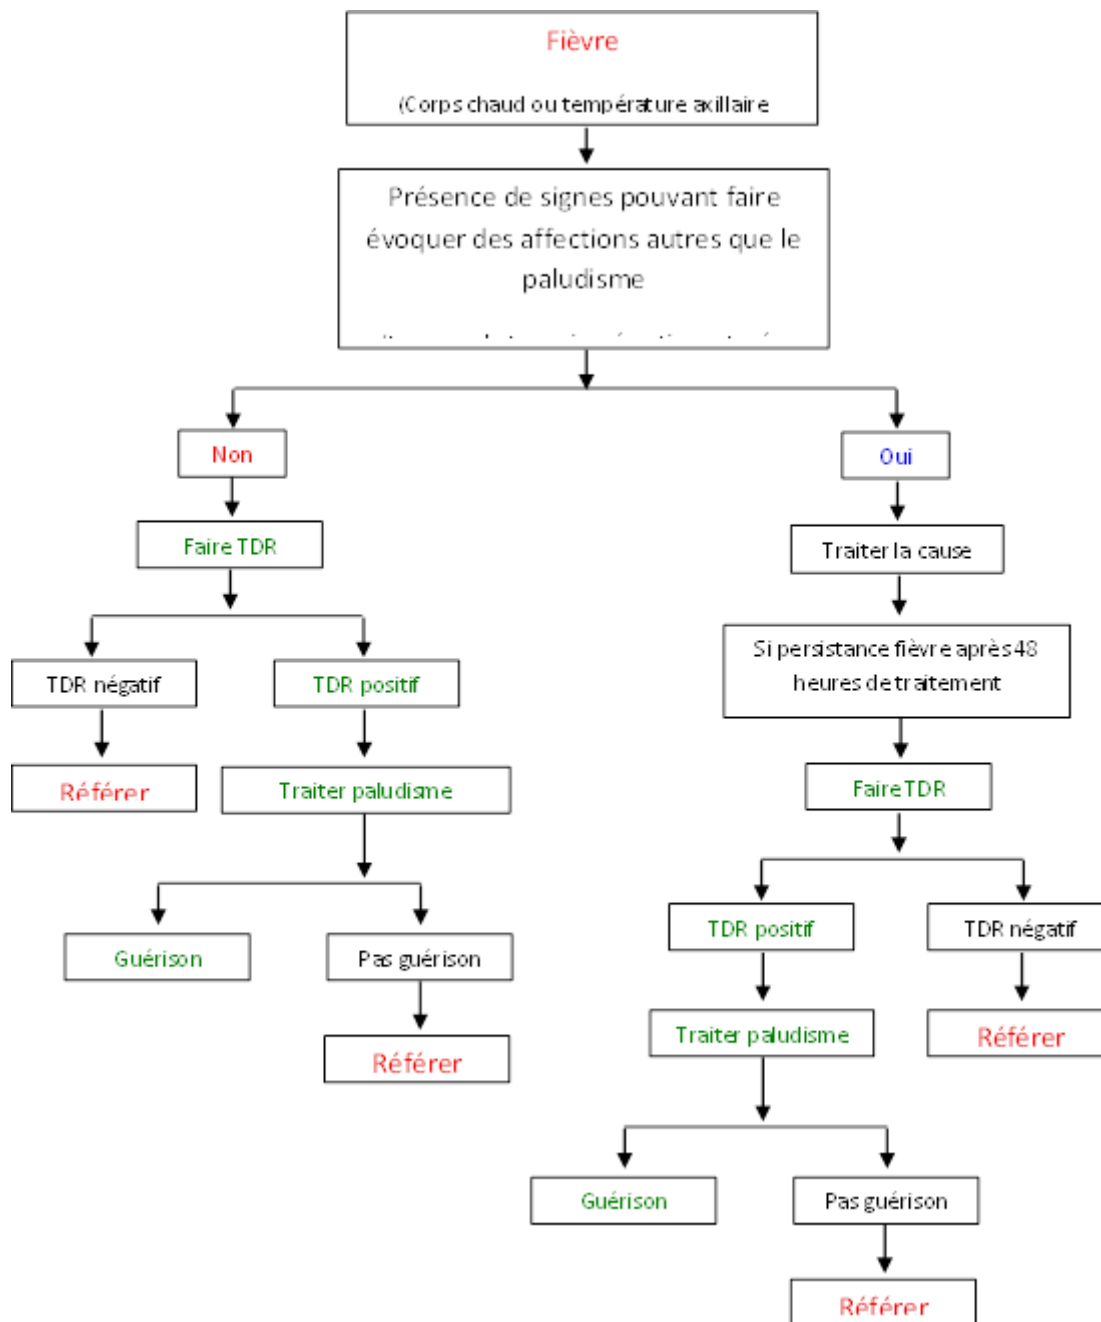 Fièvre
(Corps chaud ou température axillaire
Présence de signes pouvant faire
évoquer des affections autres que le
paludisme
Non
Oui
Faire TDR
Traiter la cause
TDR négatif
TDR positif
Si persistance fièvre après 48
heures de traitement
Référer
Traiter paludisme
Faire TDR
Guérison
Pas guérison
TDR positif
TDR négatif
Référer
Traiter paludisme
Référer
Guérison
Pas guérison
Référer